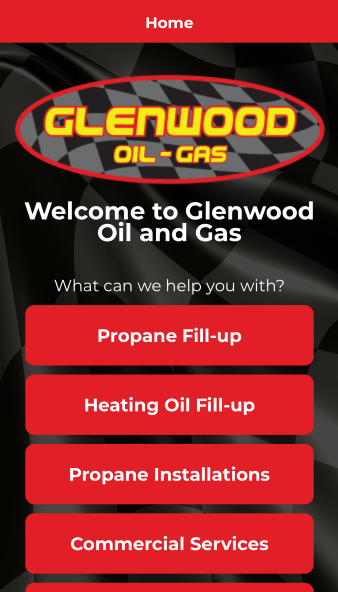 Home
GLENWOOD
OIL - GAS
Welcome to Glenwood
Oil and Gas
What can we help you with?
Propane Fill-up
Heating Oil Fill-up
Propane Installations
Commercial Services